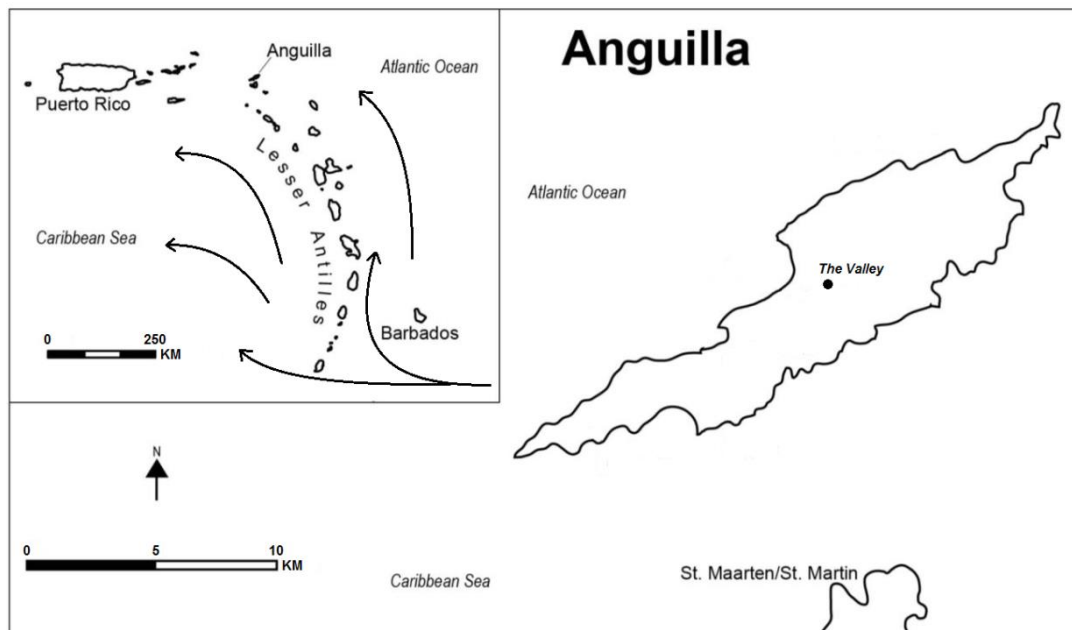 Anguilla
Anguilla
Atlantic Ocean
Puerto Rico
Lesser
Antilles
Caribbean Sea
0 250
KM
Barbados
Atlantic Ocean
The Valley
N
0 5 10
KM
Caribbean Sea
St. Maarten/St. Martin